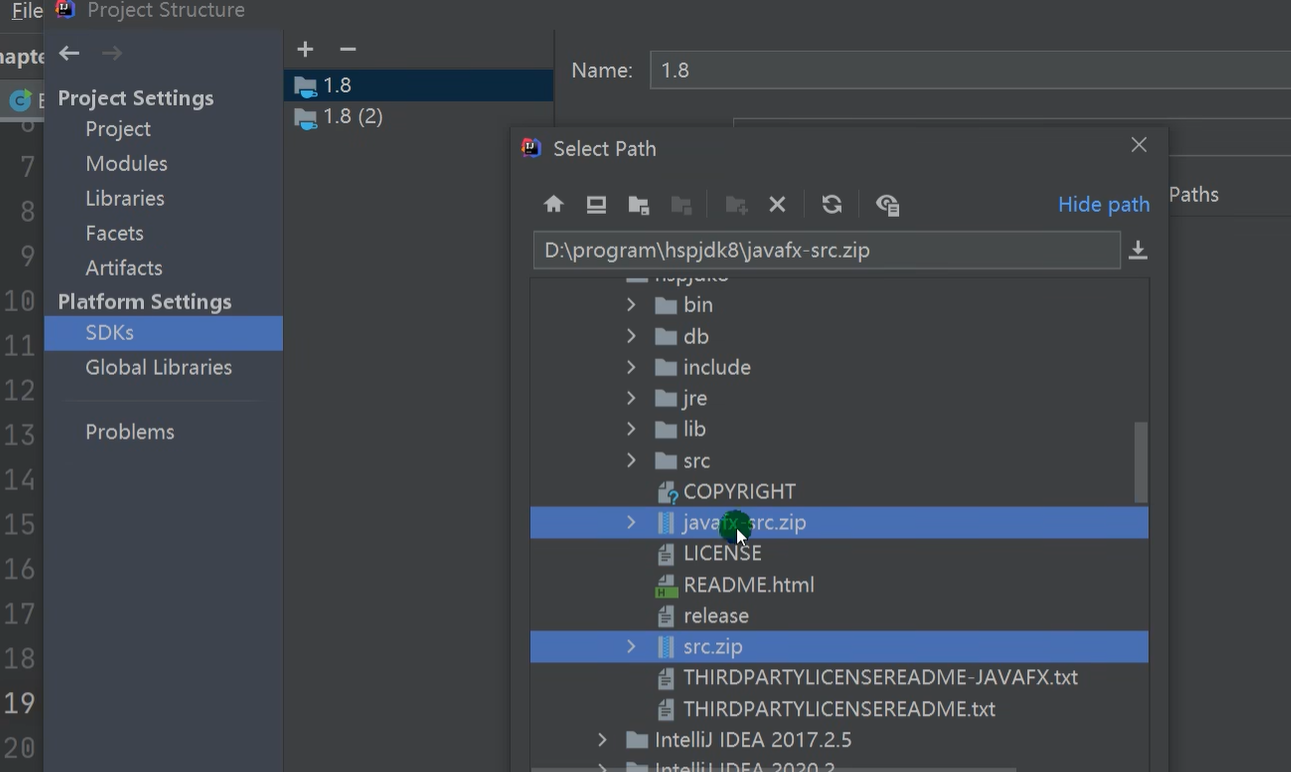 File
Project Structure
Project Settings
Project
Modules
Libraries
Facets
Artifacts
Platform Settings
SDKs
Global Libraries
Problems
1.8
1.8 (2)
Name: 1.8
Paths
Select Path
Hide path
D:\program\hspjdk8\javafx-src.zip
hspjdk8
bin
db
include
jre
lib
src
COPYRIGHT
javafx-src.zip
LICENSE
README.html
release
src.zip
THIRDPARTYLICENSEREADME-JAVAFX.txt
THIRDPARTYLICENSEREADME.txt
IntelliJ IDEA 2017.2.5
IntelliJ IDEA 2020.2
6
7
8
9
10
11
12
13
14
15
16
17
18
19
20